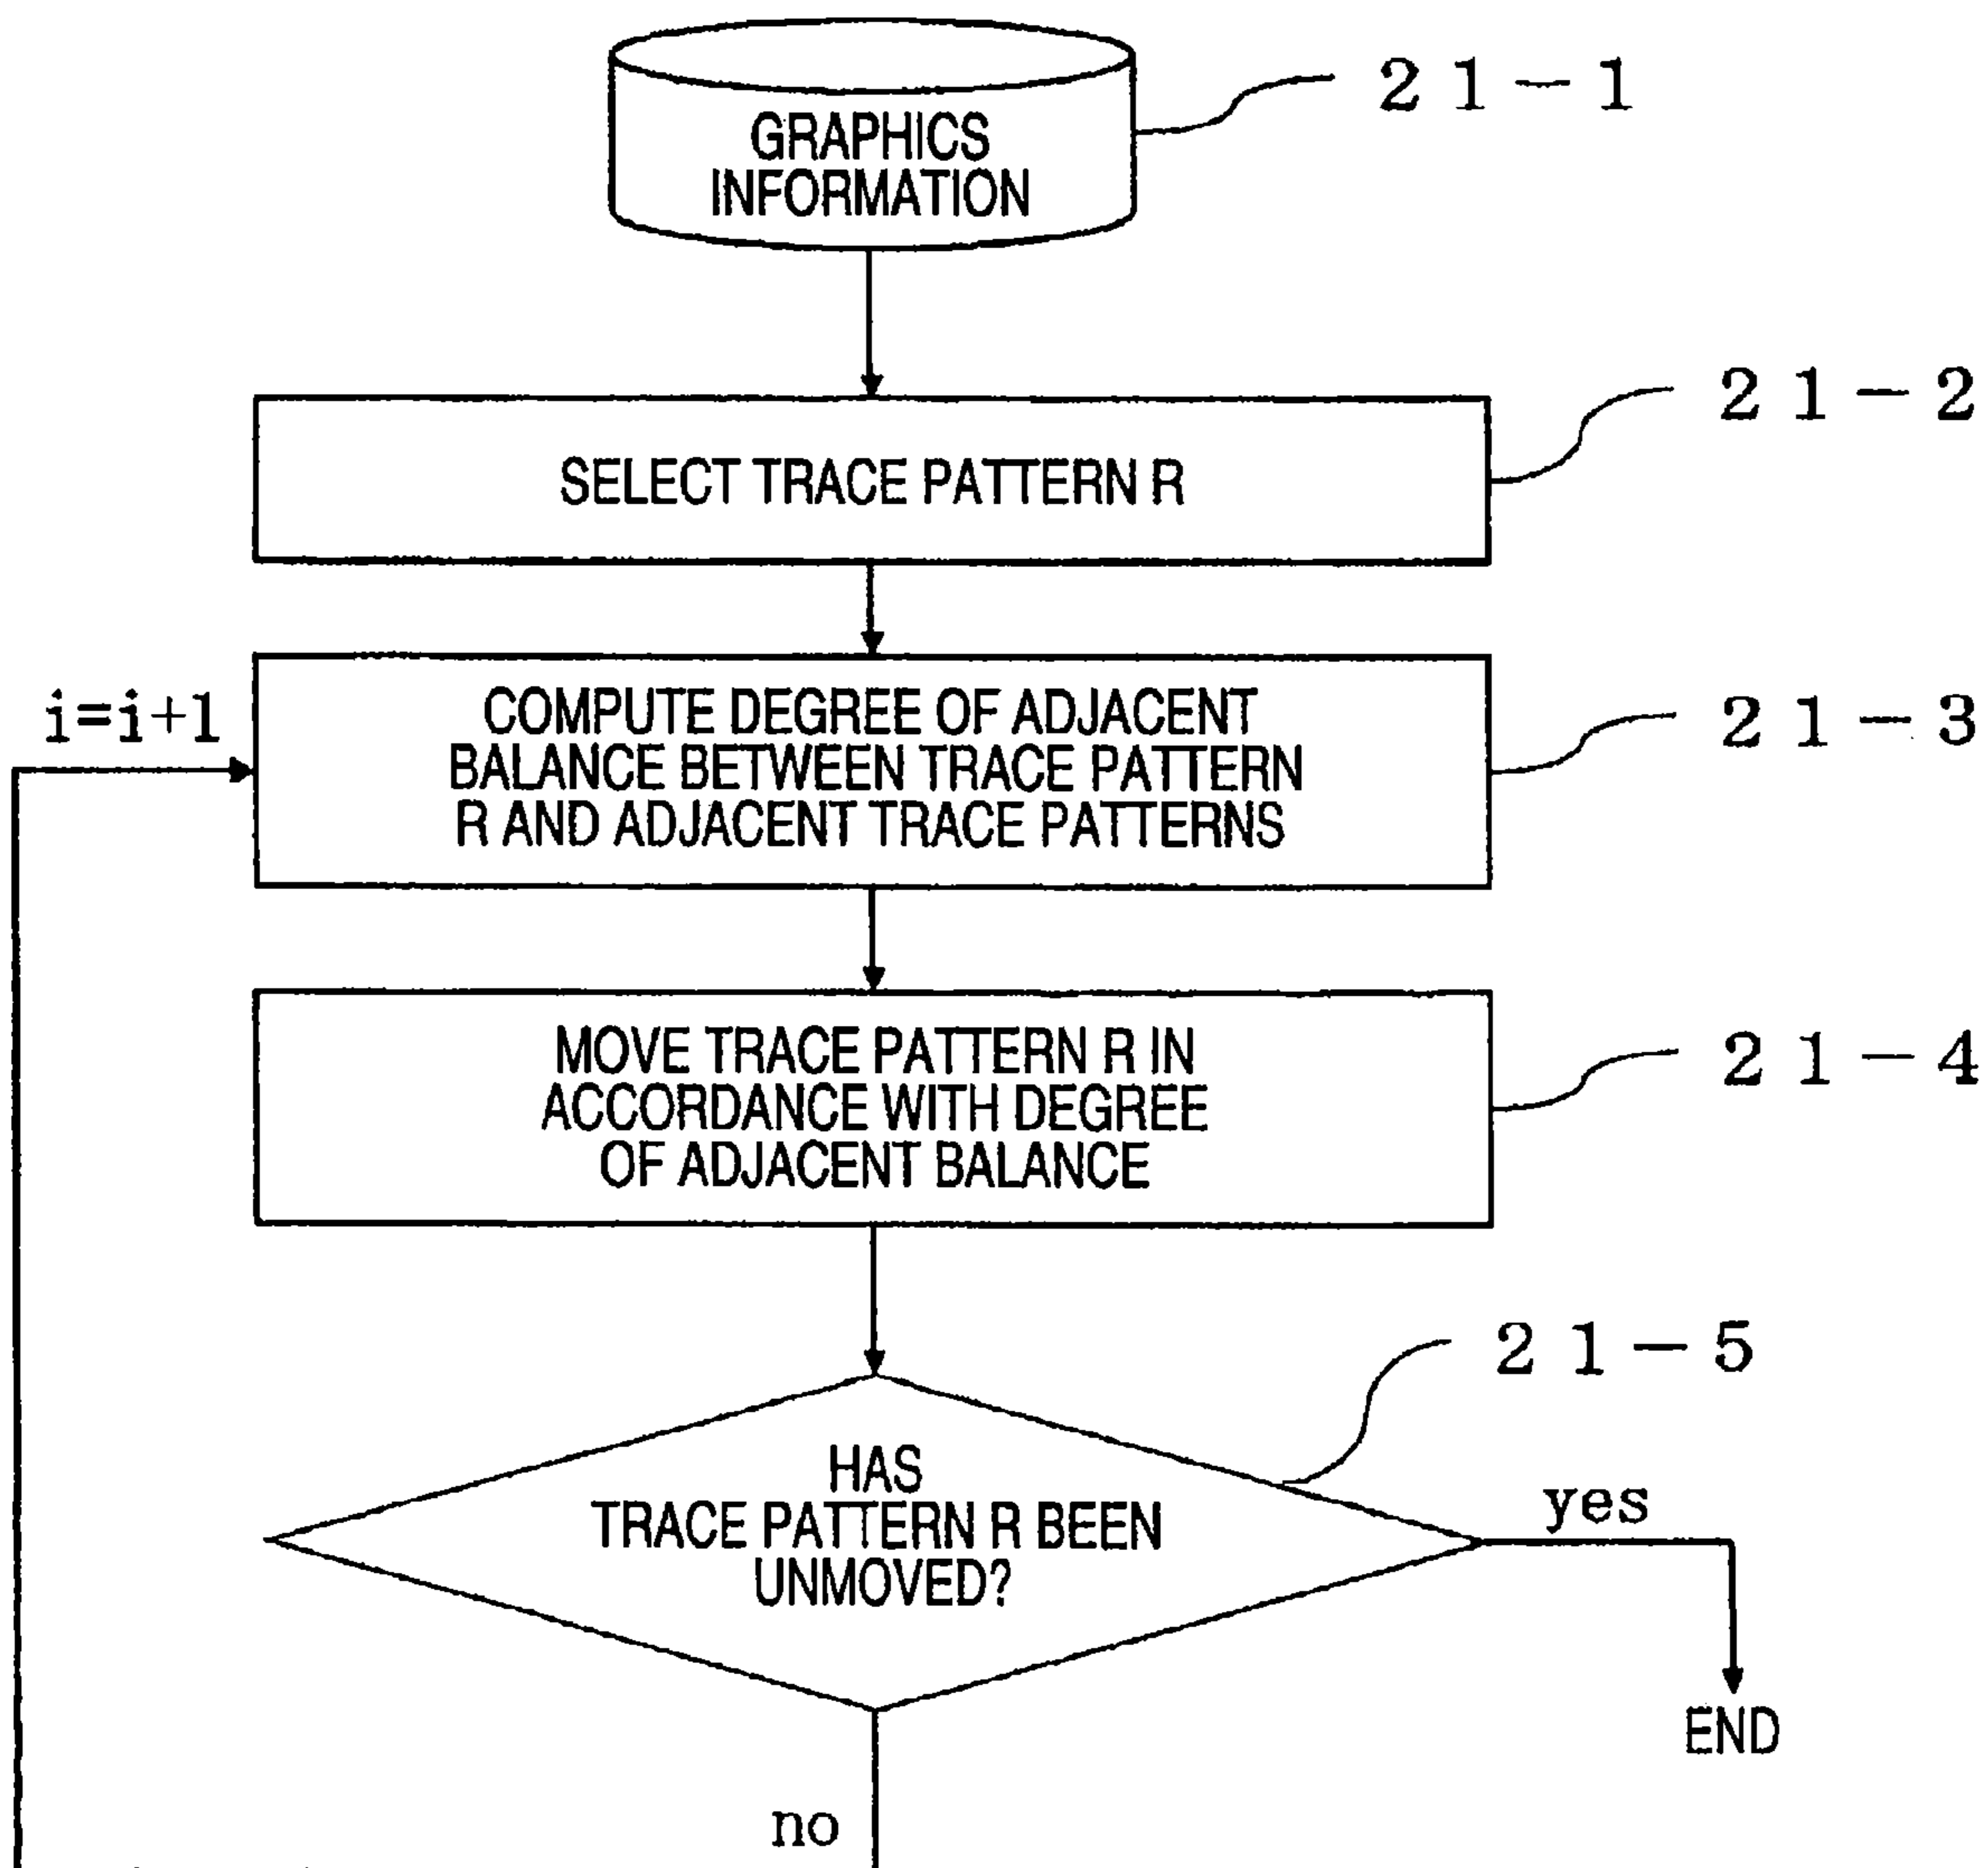 GRAPHICS
INFORMATION
21-1
SELECT TRACE PATTERN R
21-2
i=i+1
COMPUTE DEGREE OF ADJACENT
BALANCE BETWEEN TRACE PATTERN
R AND ADJACENT TRACE PATTERNS
21-3
MOVE TRACE PATTERN R IN
ACCORDANCE WITH DEGREE
OF ADJACENT BALANCE
21-4
21-5
HAS
TRACE PATTERN R BEEN
UNMOVED?
yes
END
no